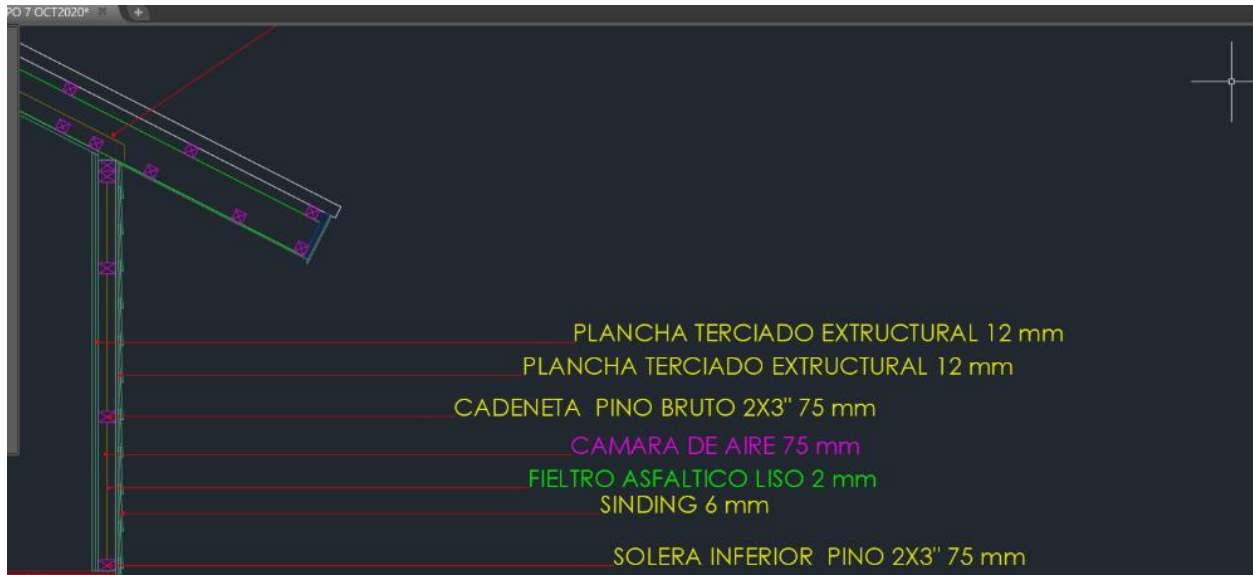 PO 7 OCT2020*
PLANCHA TERCIADO EXTRUCTURAL 12 mm
PLANCHA TERCIADO EXTRUCTURAL 12 mm
CADENETA PINO BRUTO 2X3" 75 mm
CAMARA DE AIRE 75 mm
FIELTRO ASFALTICO LISO 2 mm
SINDING 6 mm
SOLERA INFERIOR PINO 2X3" 75 mm